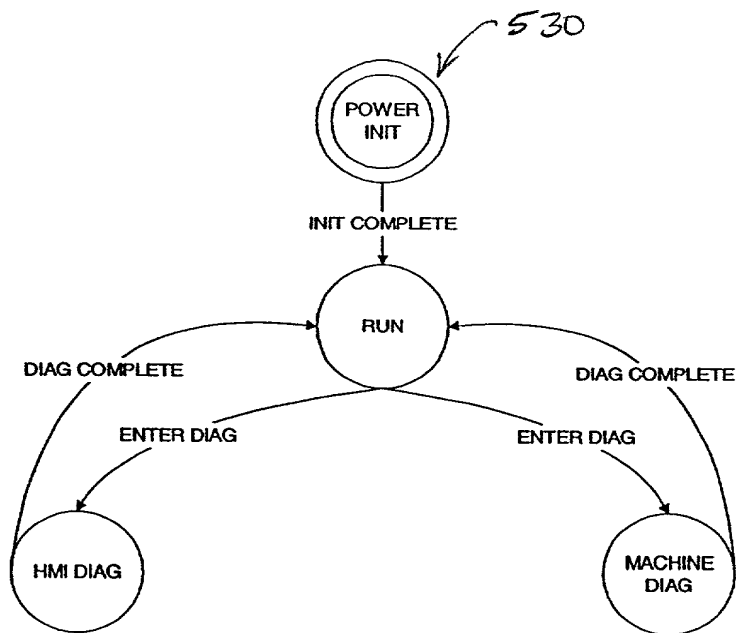 530
POWER
INIT
INIT COMPLETE
RUN
DIAG COMPLETE
DIAG COMPLETE
ENTER DIAG
ENTER DIAG
HMI DIAG
MACHINE
DIAG